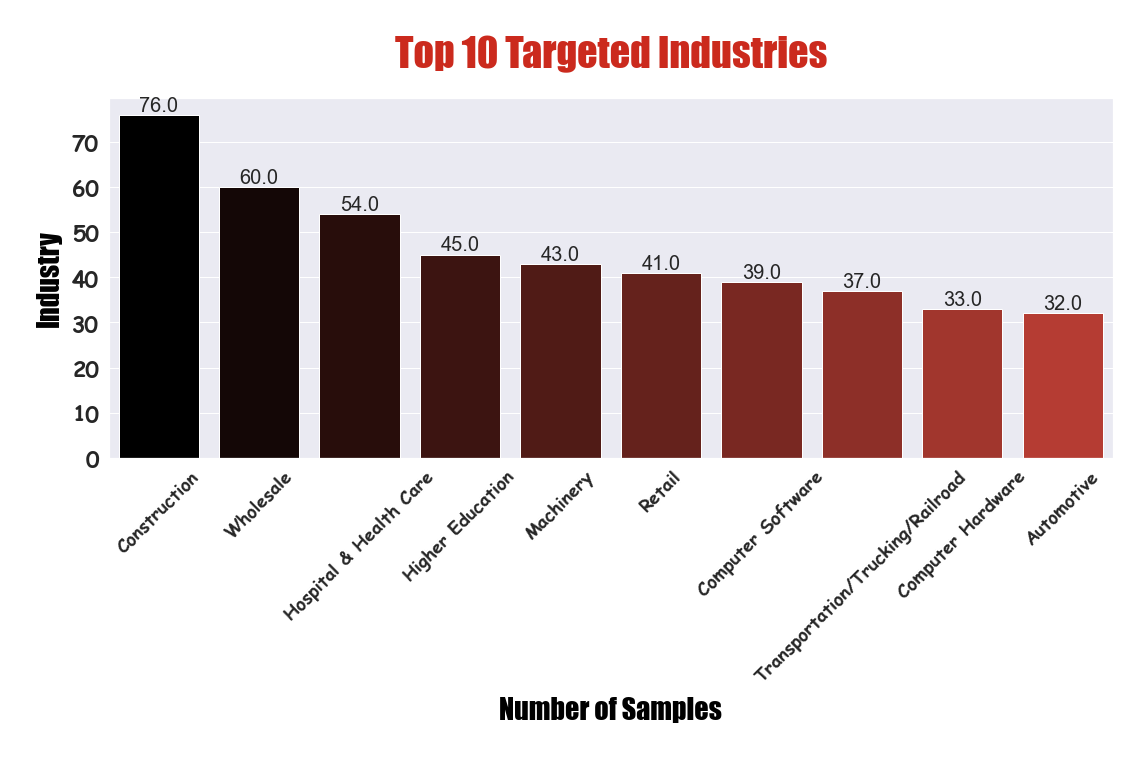 Top 10 Targeted Industries
76.0
60.0
54.0
45.0
43.0
41.0
39.0
37.0
33.0
32.0
70
60
50
40
30
20
10
0
Industry
Construction
Wholesale
Hospital & Health Care
Higher Education
Machinery
Retail
Computer Software
Transportation/Trucking/Railroad
Computer Hardware
Automotive
Number of Samples